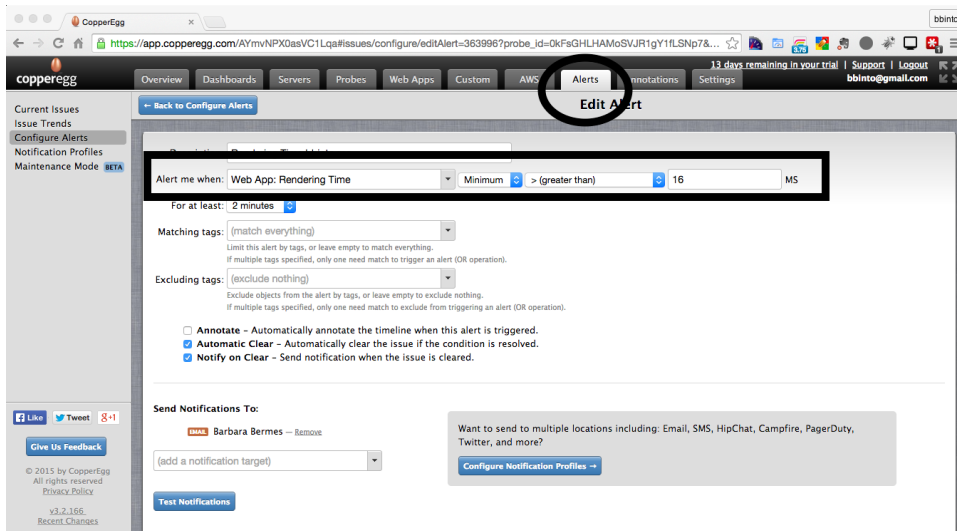 CopperEgg
bbinto
https://app.copperegg.com/AYmvNPX0asVC1Lqa#issues/configure/editAlert=363996?probe_id=0kFsGHLHAMoSVJR1gY1fLSNp7&...
3.75
13 days remaining in your trial | Support | Logout
copperegg
Overview Dashboards Servers Probes Web Apps Custom AWS Alerts Annotations Settings
bbinto@gmail.com
Current Issues
Issue Trends
Configure Alerts
Notification Profiles
Maintenance Mode BETA
← Back to Configure Alerts
Edit Alert
Alert me when: Web App: Rendering Time Minimum > (greater than) 16 MS
For at least: 2 minutes
Matching tags: (match everything)
Limit this alert by tags, or leave empty to match everything.
If multiple tags specified, only one need match to trigger an alert (OR operation).
Excluding tags: (exclude nothing)
Exclude objects from the alert by tags, or leave empty to exclude nothing.
If multiple tags specified, only one need match to exclude from triggering an alert (OR operation).
Annotate – Automatically annotate the timeline when this alert is triggered.
Automatic Clear – Automatically clear the issue if the condition is resolved.
Notify on Clear – Send notification when the issue is cleared.
Send Notifications To:
EMAIL Barbara Bermes — Remove
(add a notification target)
Test Notifications
Want to send to multiple locations including: Email, SMS, HipChat, Campfire, PagerDuty,
Twitter, and more?
Configure Notification Profiles →
Like Tweet g+1
Give Us Feedback
© 2015 by CopperEgg
All rights reserved
Privacy Policy
v3.2.166
Recent Changes